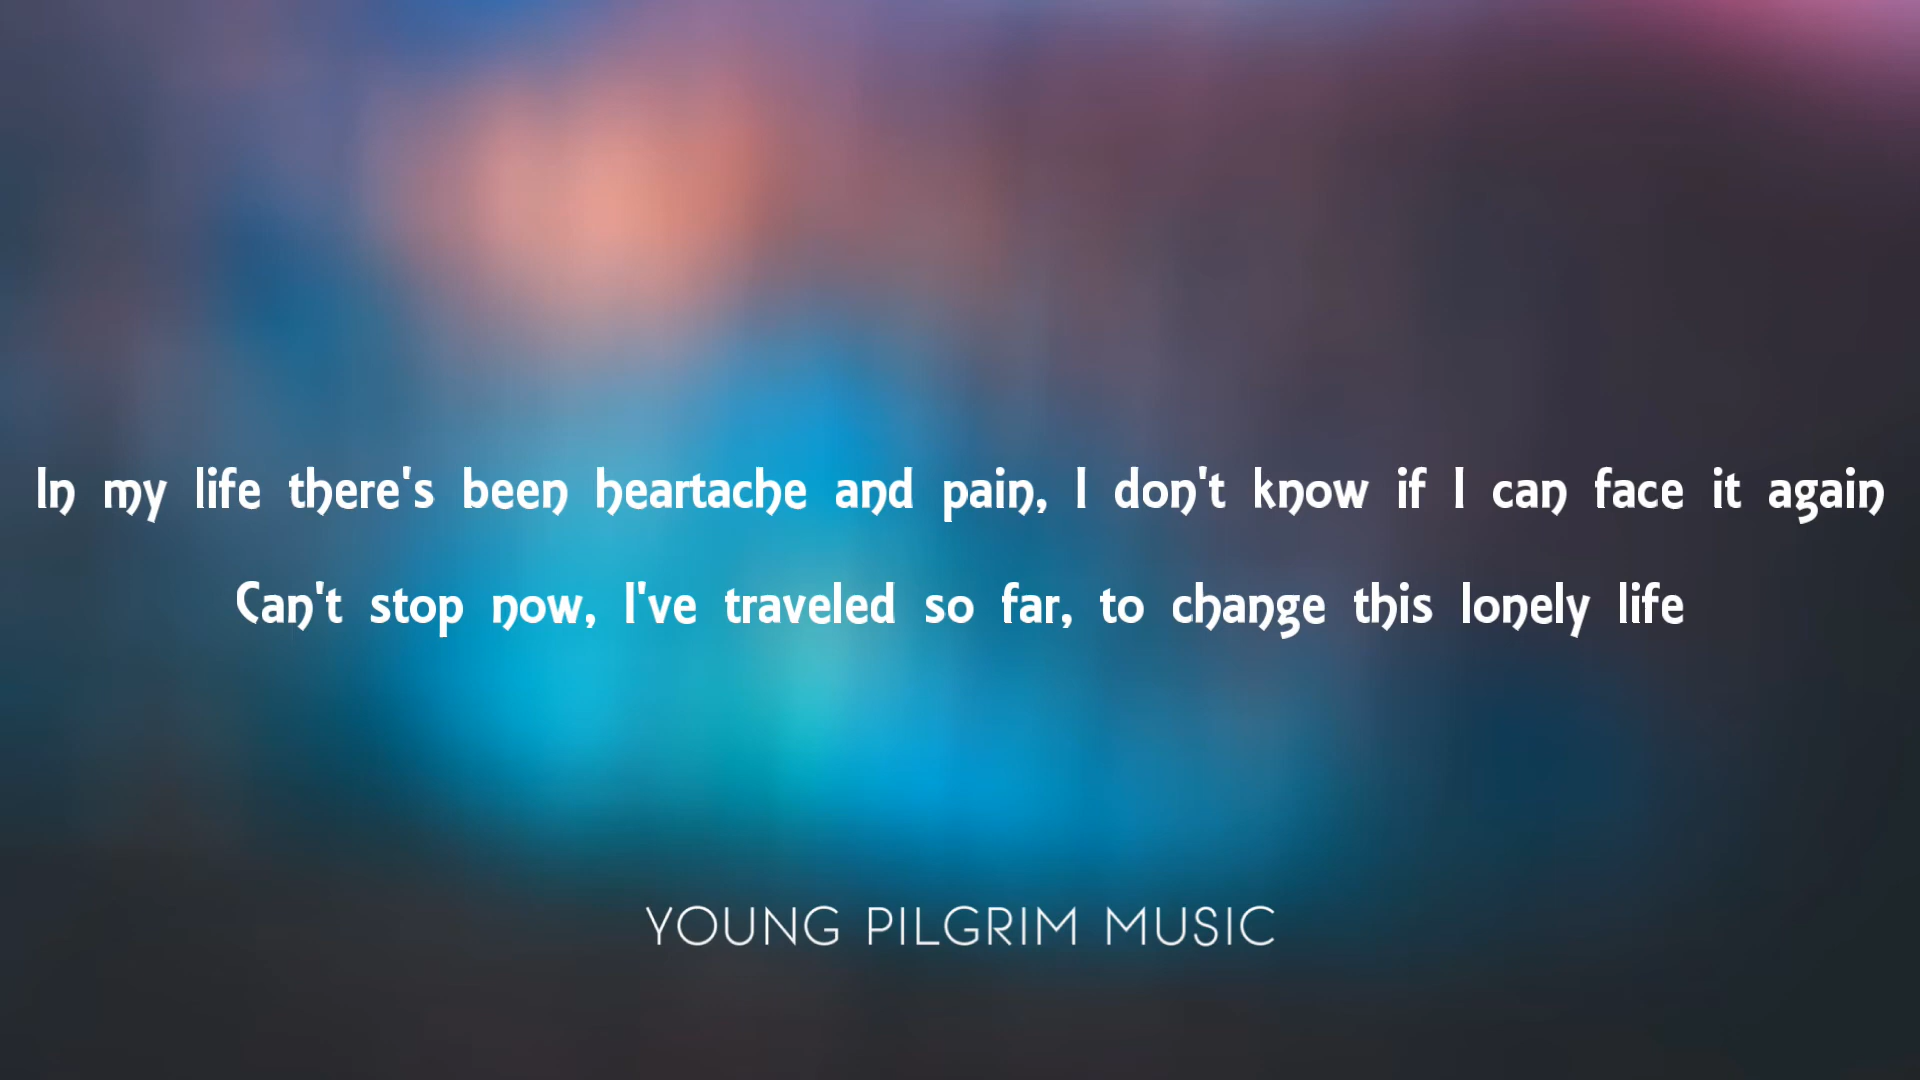 In my life there's been heartache and pain, I don't know if I can face it again
Can't stop now, I've traveled so far, to change this lonely life
YOUNG PILGRIM MUSIC